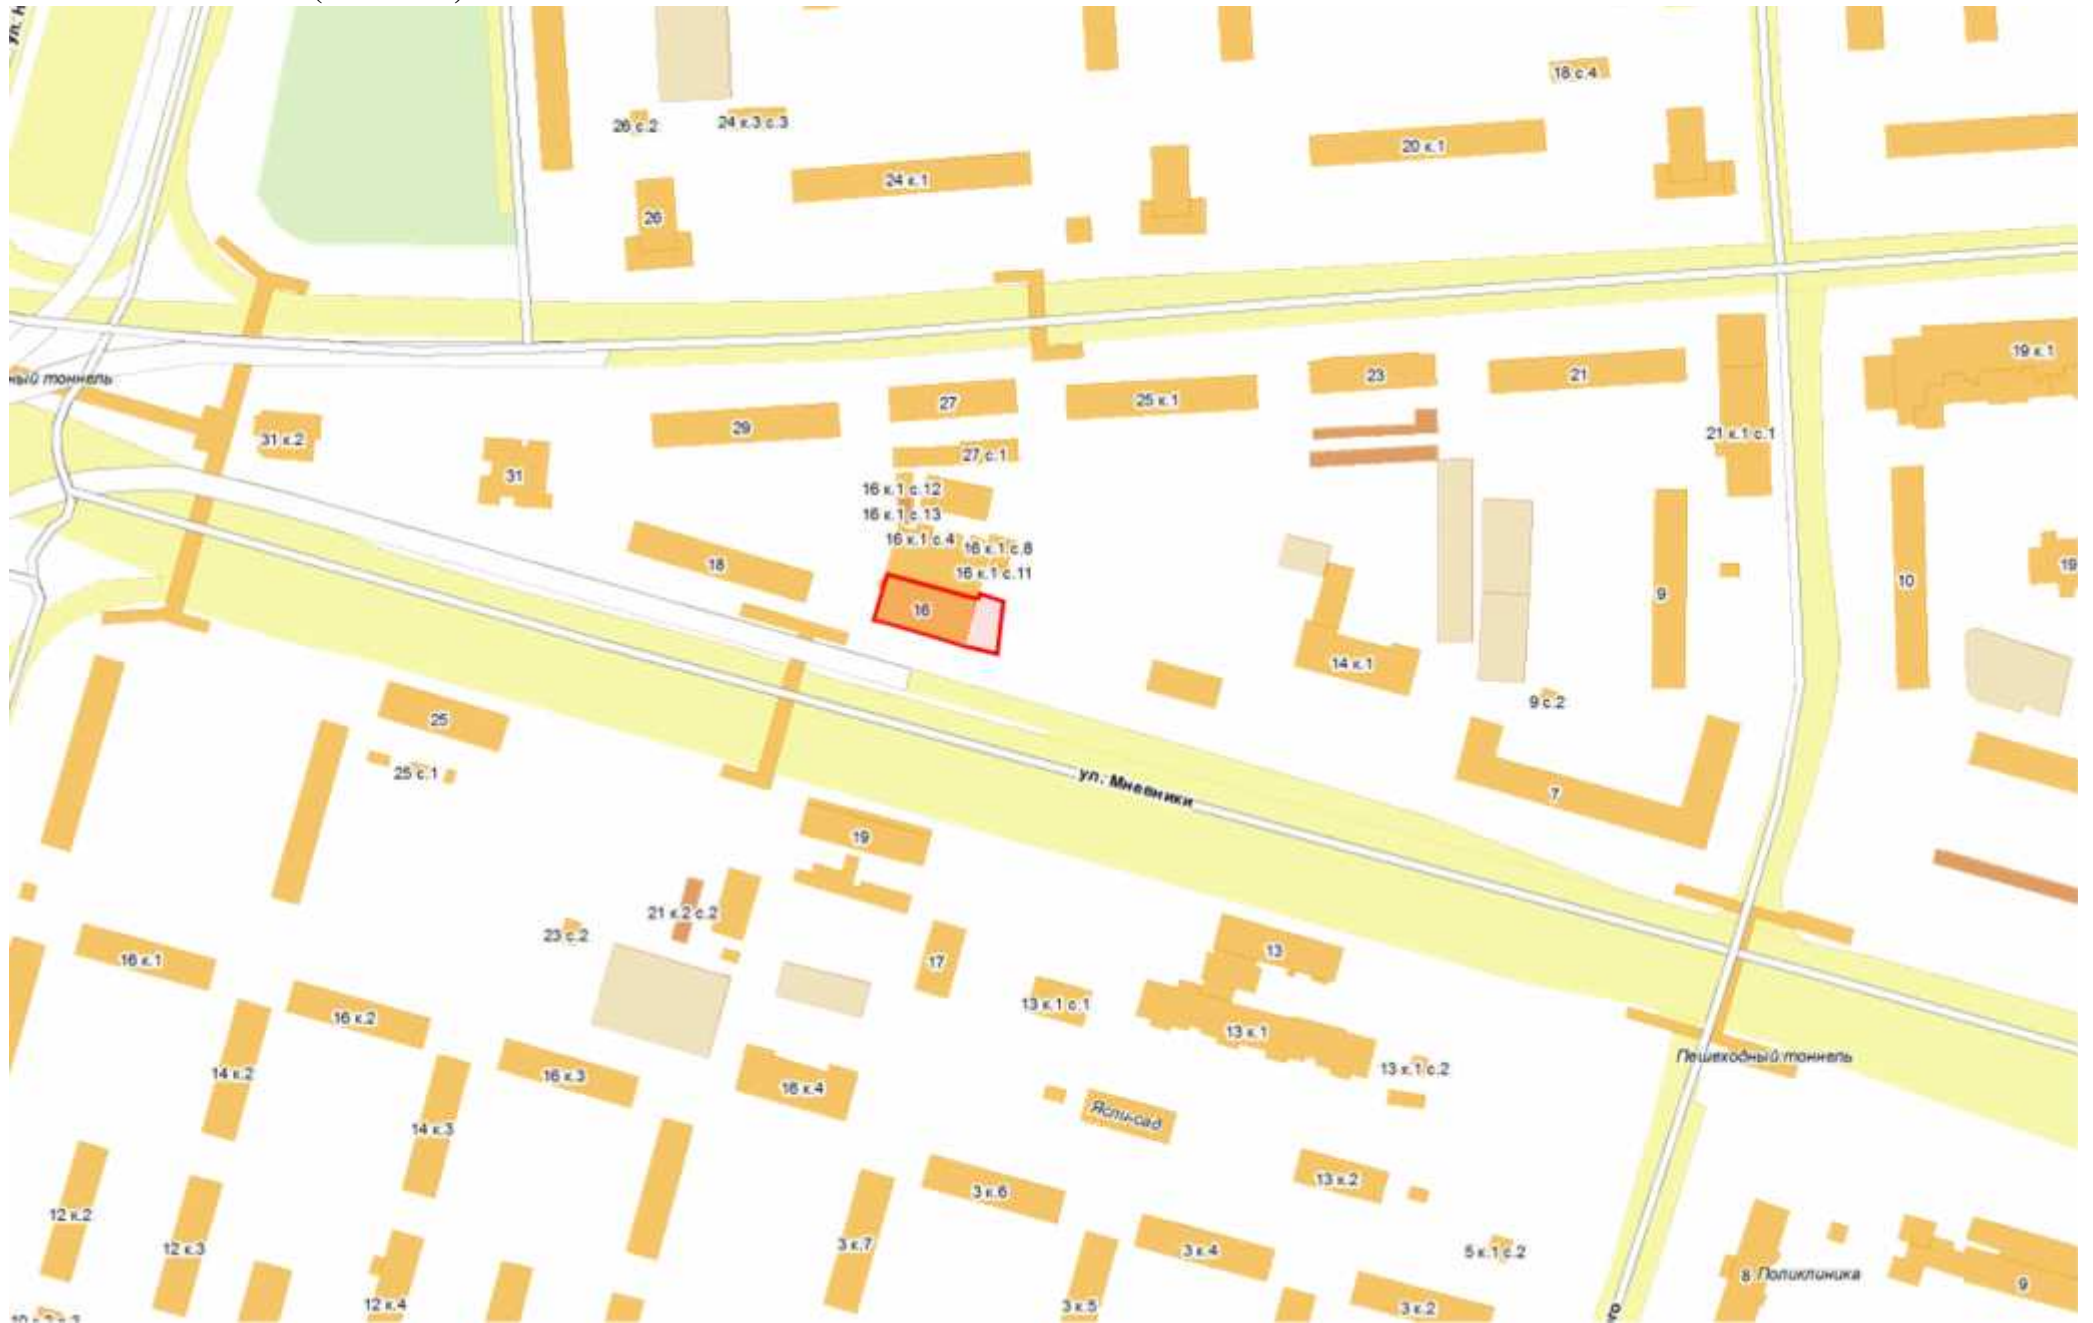 18 с.4
26 с.2
24 к.3 с.3
20 к.1
24 к.1
26
19 к.1
ный тоннель
23
21
27
25 к.1
29
31 к.2
21 к.1 с.1
27 с.1
31
16 к.1 с.12
16 к.1 с.13
16 к.1 с.4
16 к.1 с.8
18
16 к.1 с.11
19
10
9
16
14 к.1
9 с.2
25
25 с.1
ул. Мневники
7
19
21 к.2 с.2
23 с.2
13
17
16 к.1
13 к.1 с.1
16 к.2
13 к.1
Пешеходный тоннель
14 к.2
16 к.3
13 к.1 с.2
16 к.4
Ясли-сад
14 к.3
13 к.2
3 к.6
12 к.2
12 к.3
3 к.7
3 к.4
5 к.1 с.2
8 Поликлиника
9
12 к.4
3 к.5
3 к.2